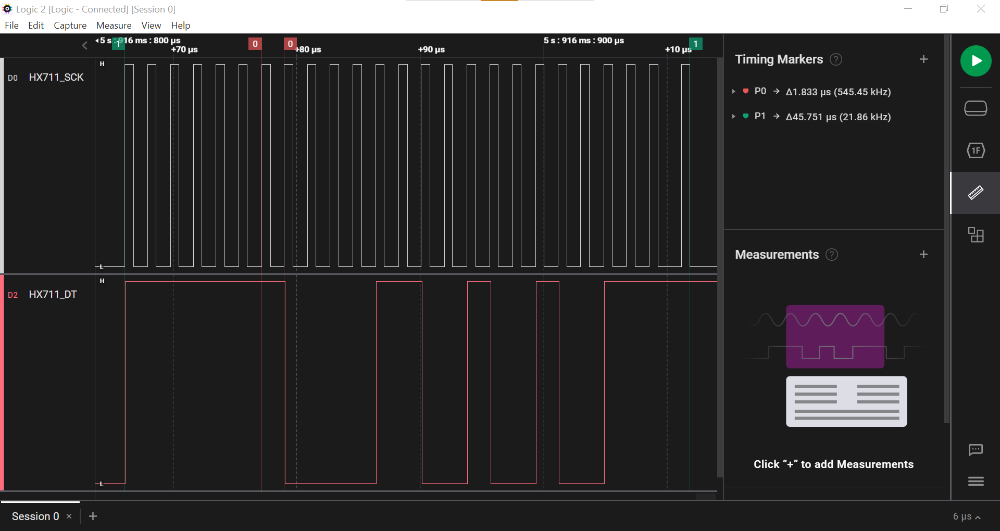 Logic 2 [Logic - Connected] [Session 0]
File Edit Capture Measure View Help
5 s : 916 ms : 800 µs
1 0 0 1
5 s : 916 ms : 900 µs
+70 µs +80 µs +90 µs +10 µs
H
D0 HX711_SCK
L
H
D2 HX711_DT
L
Timing Markers ? +
P0 → Δ1.833 µs (545.45 kHz)
P1 → Δ45.751 µs (21.86 kHz)
1F
Measurements ? +
Click “+” to add Measurements
Session 0 × +
6 µs